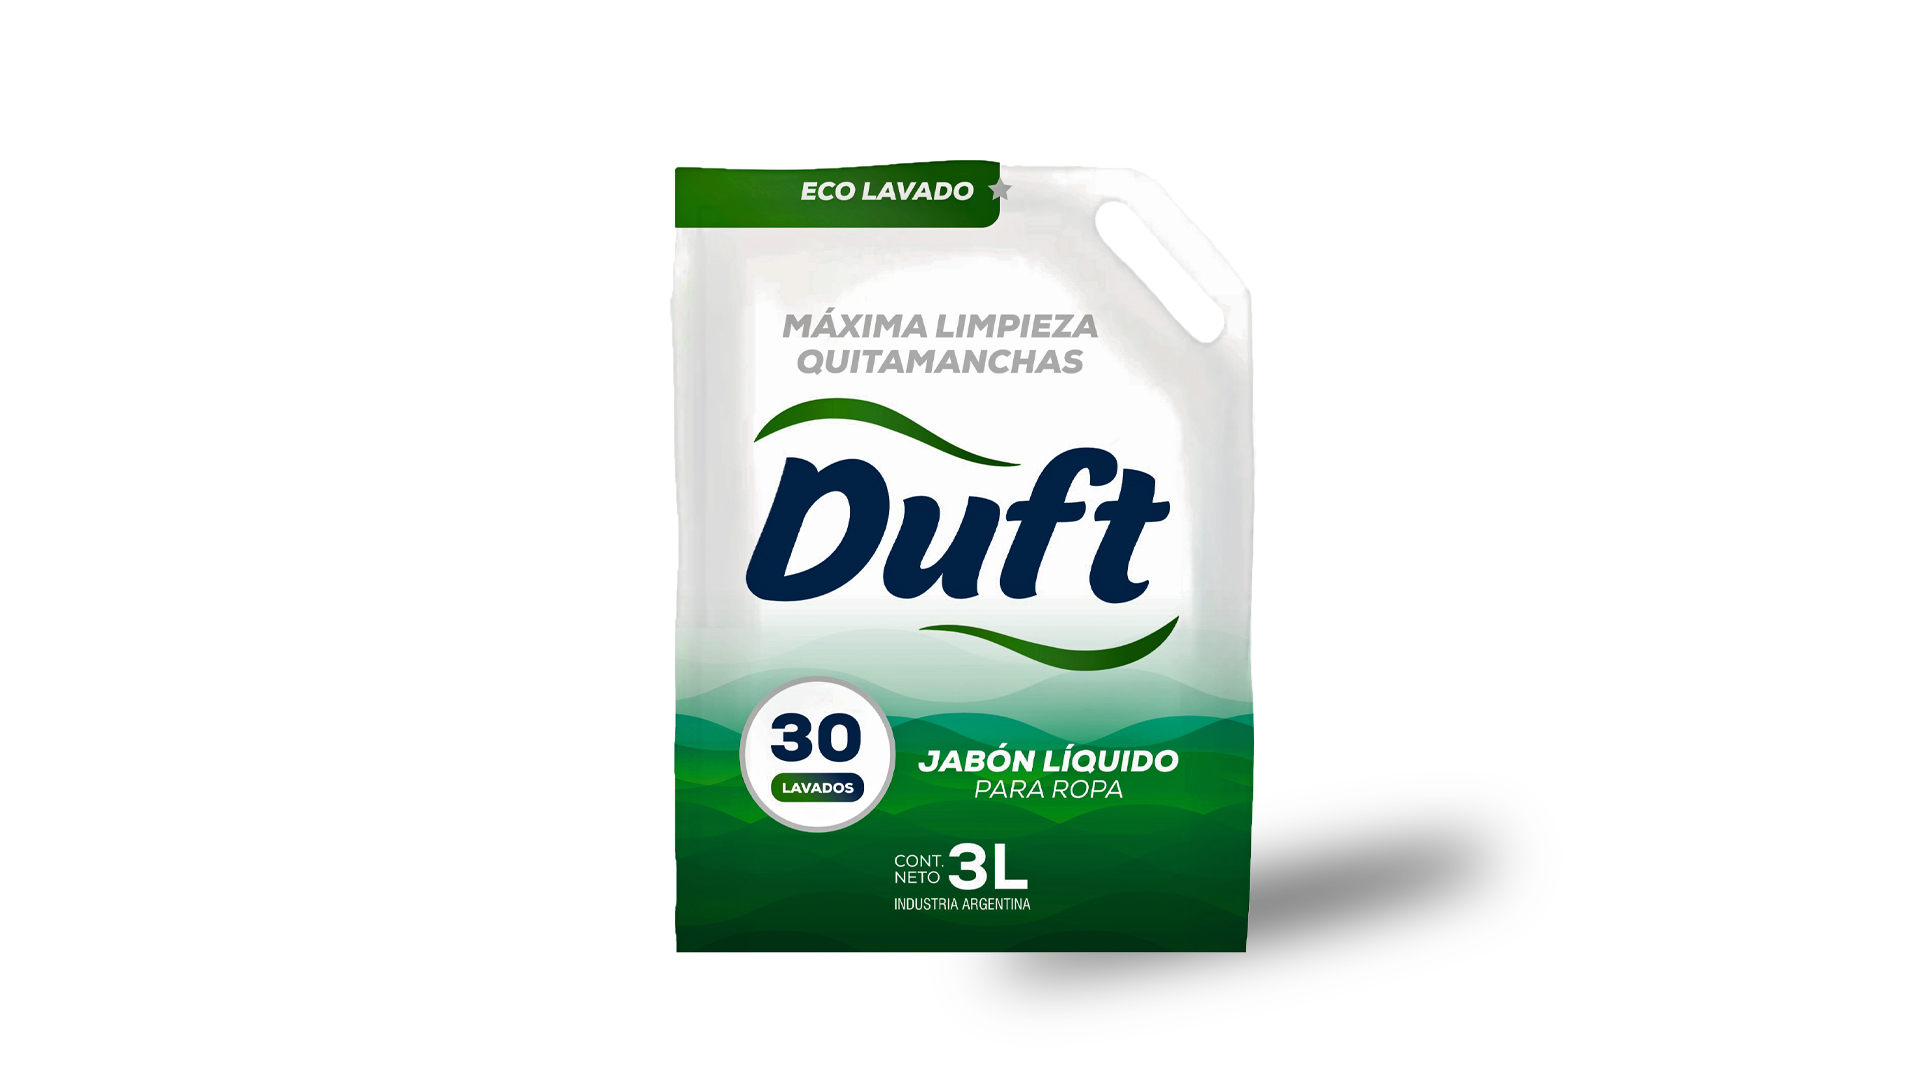 ECO LAVADO
MÁXIMA LIMPIEZA
QUITAMANCHAS
Duft
30
LAVADOS
JABÓN LÍQUIDO
PARA ROPA
CONT.
NETO 3L
INDUSTRIA ARGENTINA